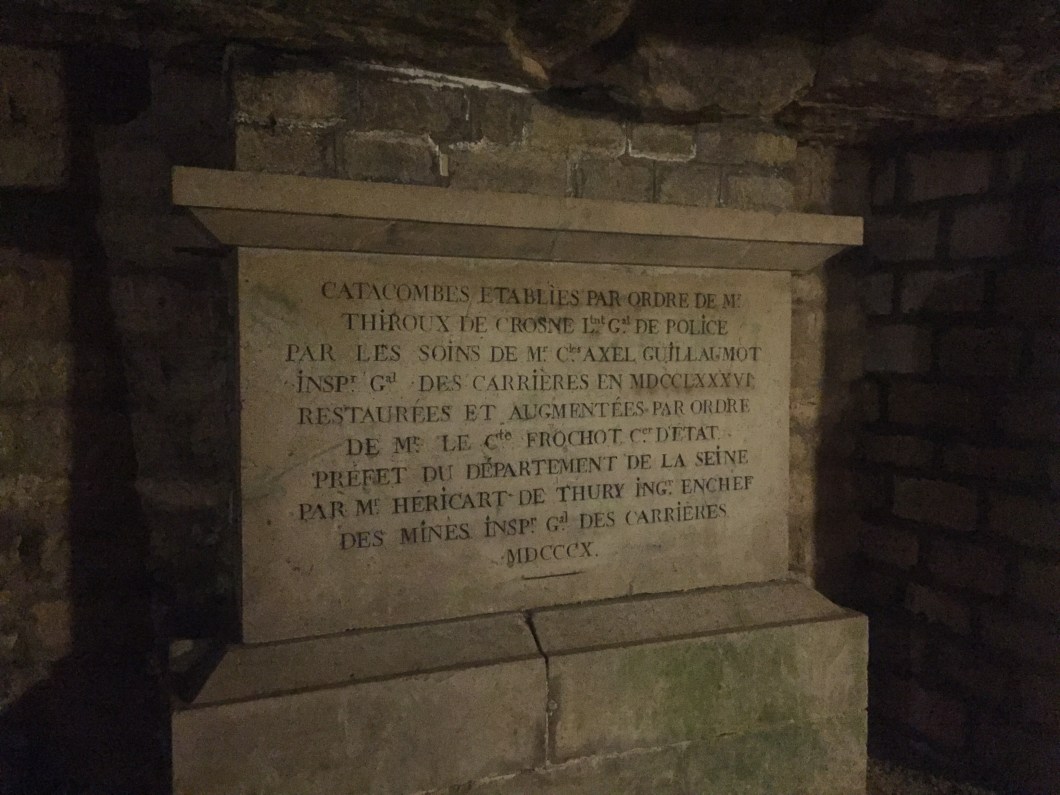 CATACOMBES ETABLIES PAR ORDRE DE Mr.
THIROUX DE CROSNE Ltnt Gal DE POLICE
PAR LES SOINS DE Mr. Cles AXEL GUILLAUMOT
INSPr. Gal DES CARRIÈRES EN MDCCLXXXVI.
RESTAURÉES ET AUGMENTÉES PAR ORDRE
DE Mr. LE Cte FROCHOT Cer D'ETAT.
PRÉFET DU DÉPARTEMENT DE LA SEINE
PAR Mr. HÉRICART DE THURY INGr. ENCHEF
DES MINES INSPr. Gal DES CARRIÈRES
MDCCCX.